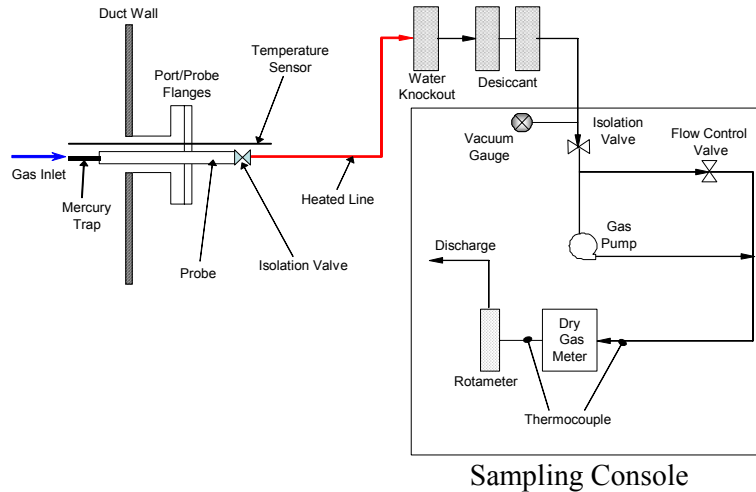 Duct Wall
Temperature
Sensor
Port/Probe
Flanges
Gas Inlet
Mercury
Trap
Probe
Isolation Valve
Heated Line
Water
Knockout
Desiccant
Vacuum
Gauge
Isolation
Valve
Flow Control
Valve
Gas
Pump
Discharge
Dry
Gas
Meter
Rotameter
Thermocouple
Sampling Console